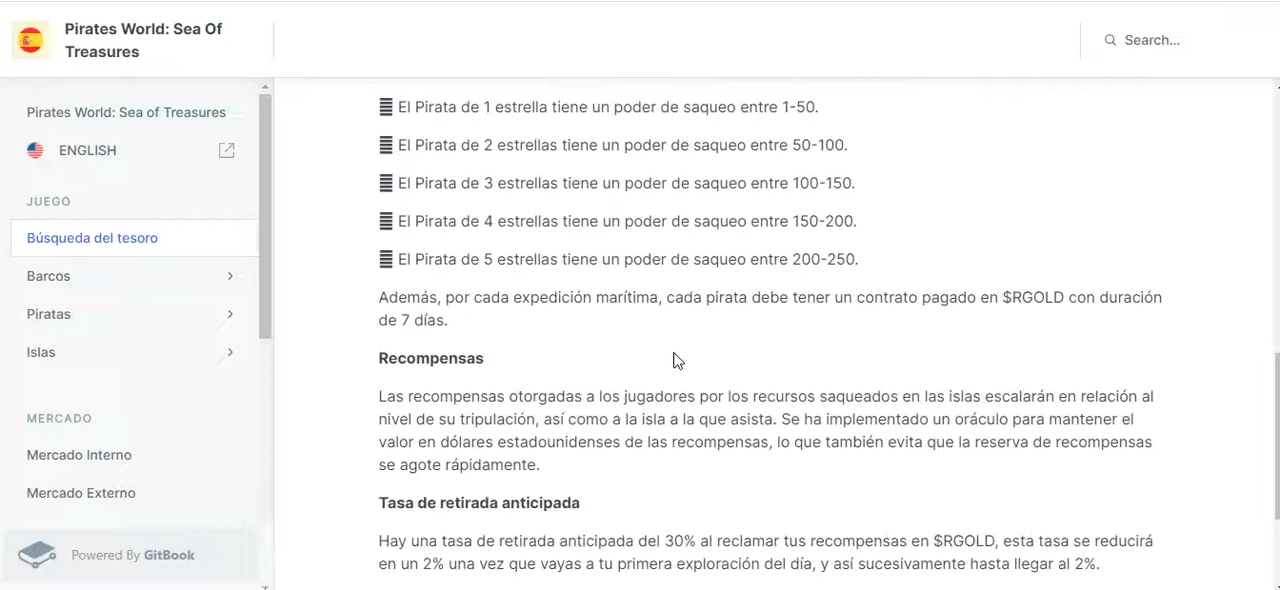 Pirates World: Sea Of
Treasures
Search...
Pirates World: Sea of Treasures
ENGLISH
JUEGO
Búsqueda del tesoro
Barcos
Piratas
Islas
MERCADO
Mercado Interno
Mercado Externo
Powered By GitBook
El Pirata de 1 estrella tiene un poder de saqueo entre 1-50.
El Pirata de 2 estrellas tiene un poder de saqueo entre 50-100.
El Pirata de 3 estrellas tiene un poder de saqueo entre 100-150.
El Pirata de 4 estrellas tiene un poder de saqueo entre 150-200.
El Pirata de 5 estrellas tiene un poder de saqueo entre 200-250.
Además, por cada expedición marítima, cada pirata debe tener un contrato pagado en $RGOLD con duración
de 7 días.
Recompensas
Las recompensas otorgadas a los jugadores por los recursos saqueados en las islas escalarán en relación al
nivel de su tripulación, así como a la isla a la que asista. Se ha implementado un oráculo para mantener el
valor en dólares estadounidenses de las recompensas, lo que también evita que la reserva de recompensas
se agote rápidamente.
Tasa de retirada anticipada
Hay una tasa de retirada anticipada del 30% al reclamar tus recompensas en $RGOLD, esta tasa se reducirá
en un 2% una vez que vayas a tu primera exploración del día, y así sucesivamente hasta llegar al 2%.